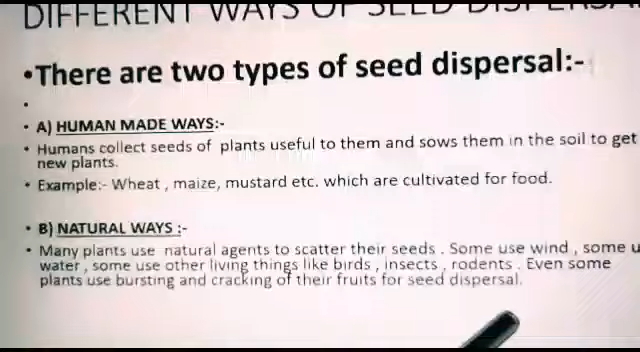 DIFFERENT WAYS OF SEED
•There are two types of seed dispersal:-
•
• A) HUMAN MADE WAYS:-
• Humans collect seeds of plants useful to them and sows them in the soil to get
new plants.
• Example:- Wheat , maize, mustard etc. which are cultivated for food.
• B) NATURAL WAYS :-
• Many plants use natural agents to scatter their seeds . Some use wind , some
water , some use other living things like birds , insects , rodents . Even some
plants use bursting and cracking of their fruits for seed dispersal.